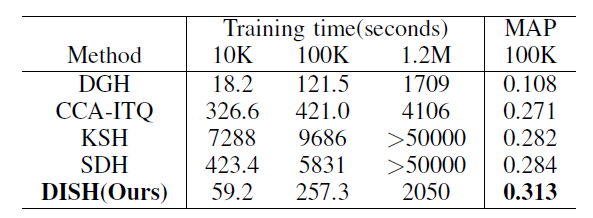 Training time(seconds) MAP
Method 10K 100K 1.2M 100K
DGH 18.2 121.5 1709 0.108
CCA-ITQ 326.6 421.0 4106 0.271
KSH 7288 9686 >50000 0.282
SDH 423.4 5831 >50000 0.284
DISH(Ours) 59.2 257.3 2050 0.313